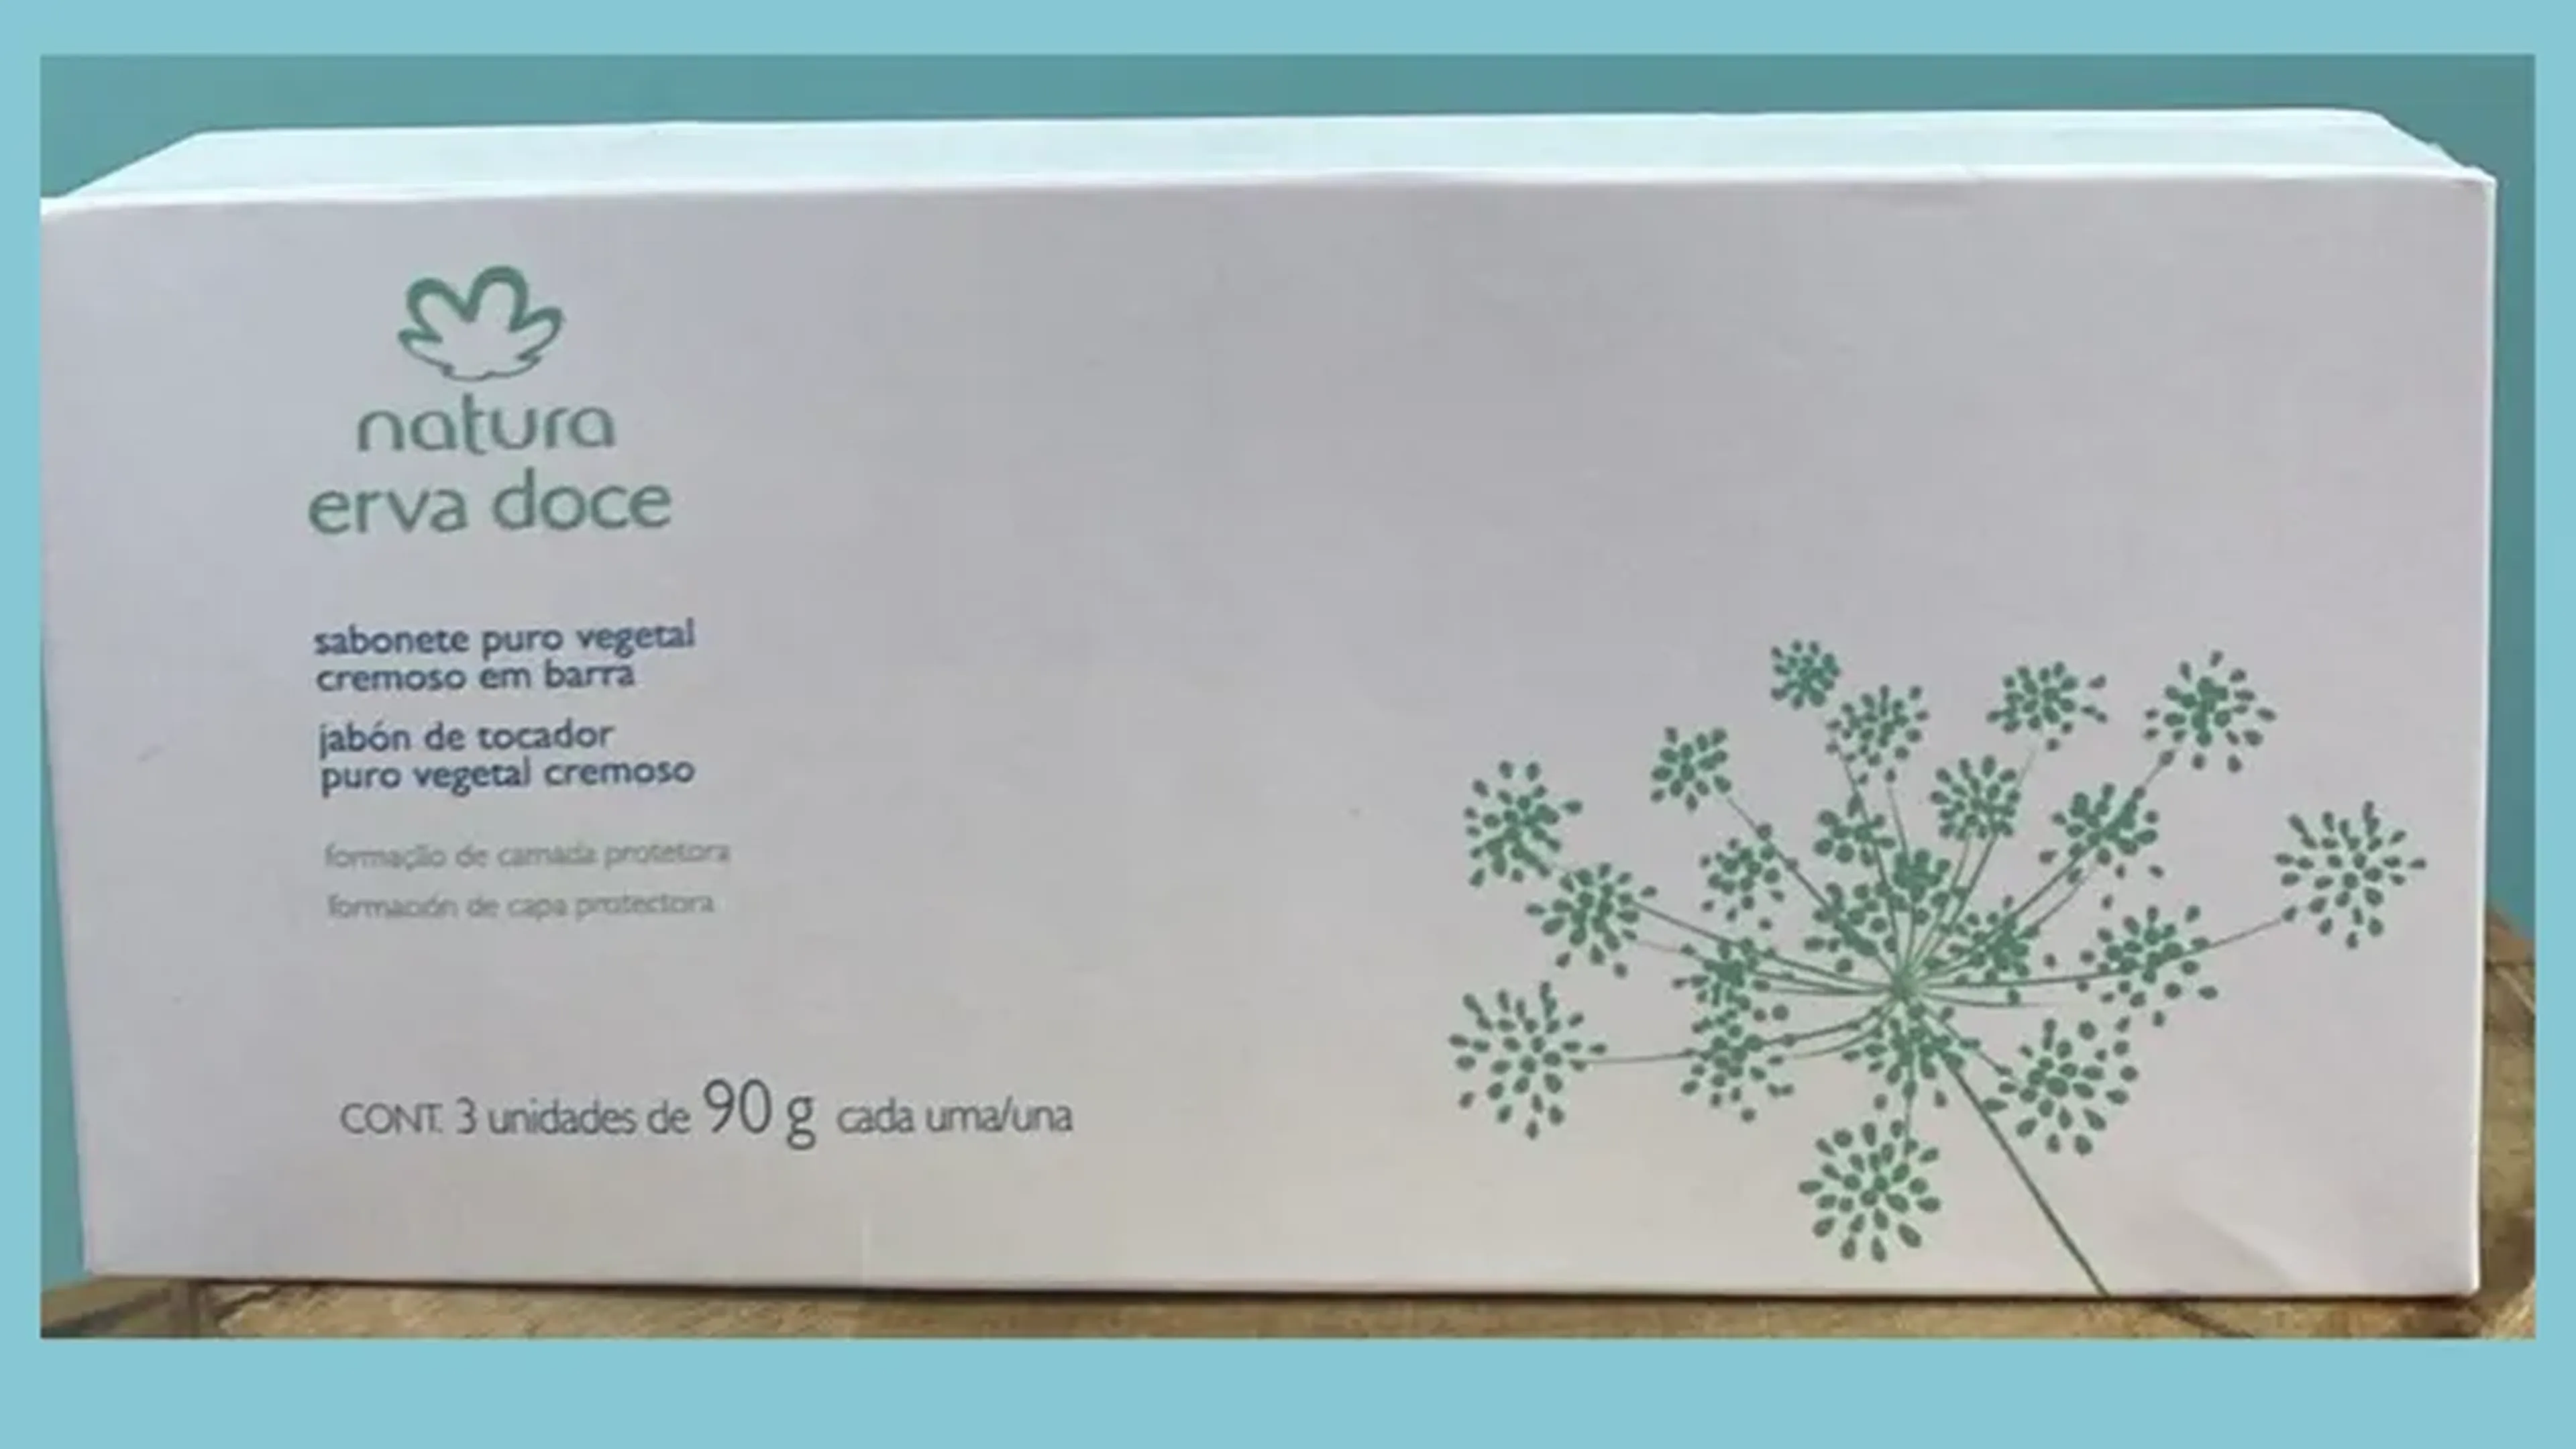 natura
erva doce
sabonete puro vegetal
cremoso em barra
jabón de tocador
puro vegetal cremoso
formação de camada protetora
formación de capa protectora
CONT. 3 unidades de 90 g cada uma/una